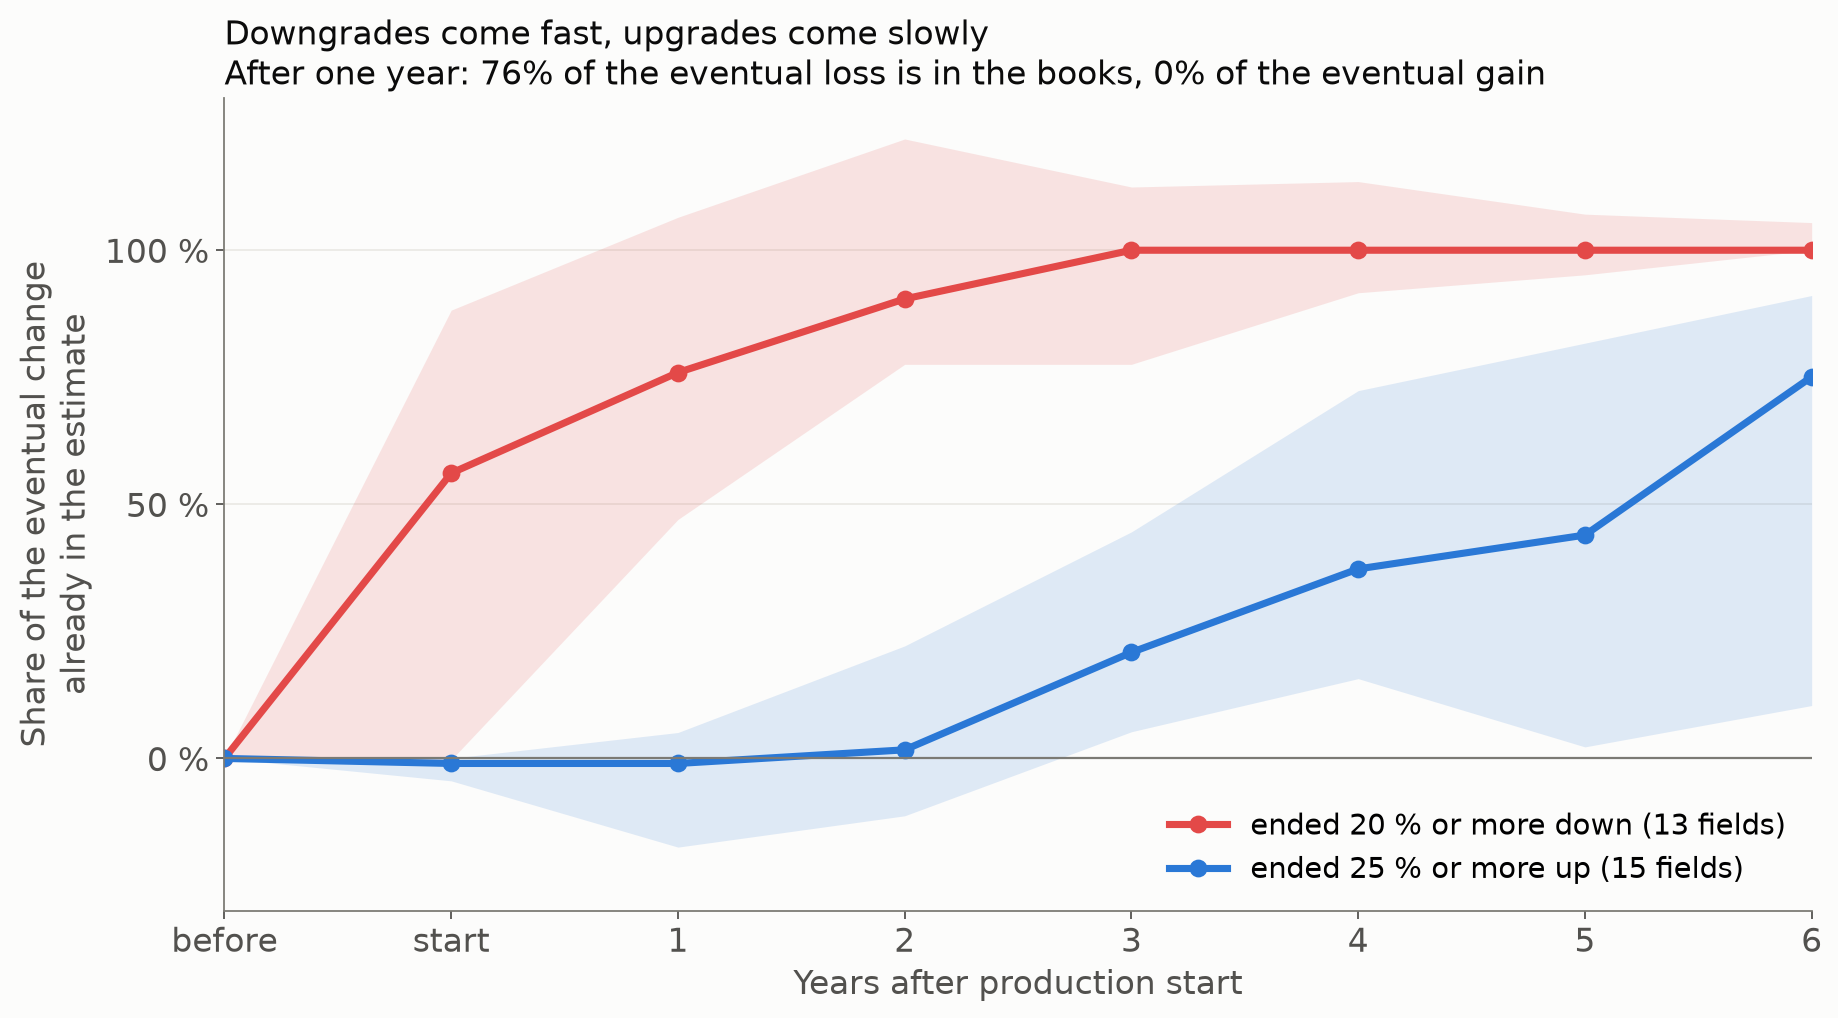 Downgrades come fast, upgrades come slowly
After one year: 76% of the eventual loss is in the books, 0% of the eventual gain
Share of the eventual change
already in the estimate
100 %
50 %
0 %
ended 20 % or more down (13 fields)
ended 25 % or more up (15 fields)
before start 1 2 3 4 5 6
Years after production start